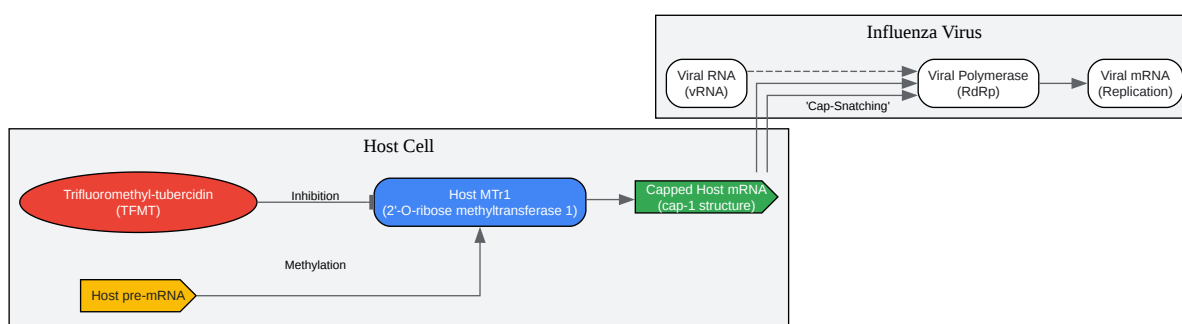 Influenza Virus
Viral RNA
(vRNA)
Viral Polymerase
(RdRp)
Viral mRNA
(Replication)
'Cap-Snatching'
Host Cell
Trifluoromethyl-tubercidin
(TFMT)
Inhibition
Host MTr1
(2'-O-ribose methyltransferase 1)
Capped Host mRNA
(cap-1 structure)
Methylation
Host pre-mRNA